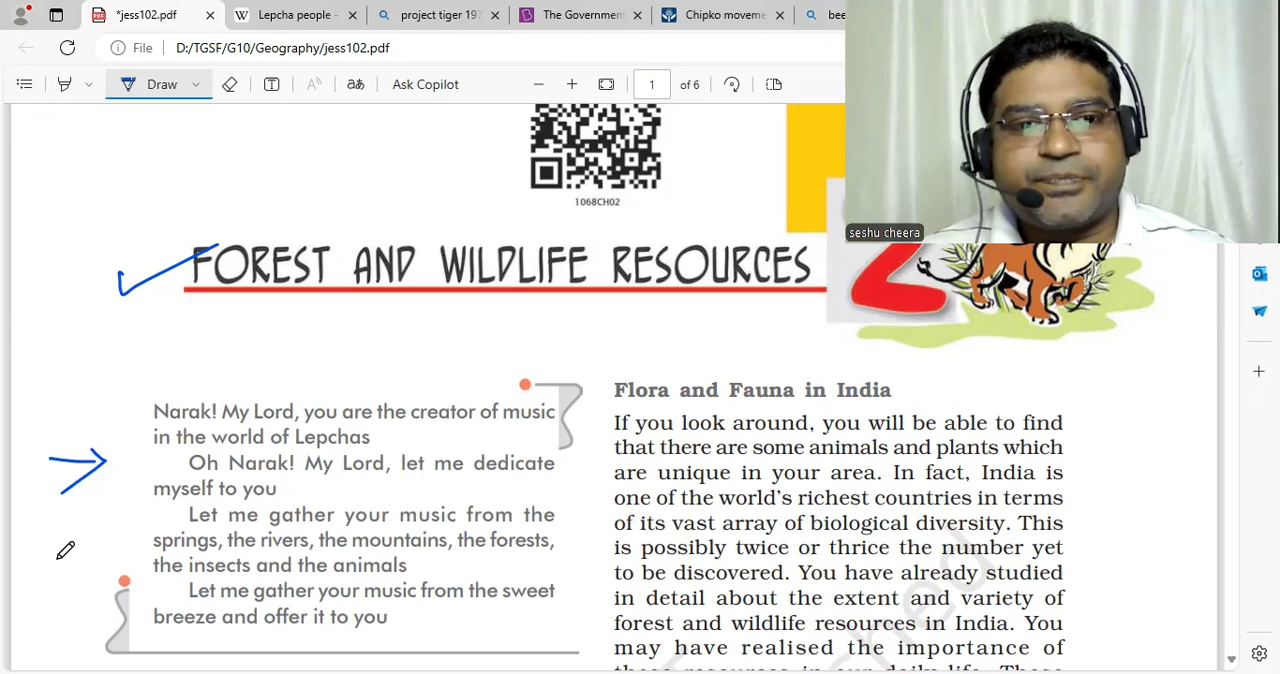 *jess102.pdf
Lepcha people -
project tiger 197
The Governmen
Chipko moveme
bee
File D:/TGSF/G10/Geography/jess102.pdf
Draw
aあ
Ask Copilot
1 of 6
1068CH02
seshu cheera
FOREST AND WILDLIFE RESOURCES
2
Narak! My Lord, you are the creator of music
in the world of Lepchas
Oh Narak! My Lord, let me dedicate
myself to you
Let me gather your music from the
springs, the rivers, the mountains, the forests,
the insects and the animals
Let me gather your music from the sweet
breeze and offer it to you
Flora and Fauna in India
If you look around, you will be able to find
that there are some animals and plants which
are unique in your area. In fact, India is
one of the world's richest countries in terms
of its vast array of biological diversity. This
is possibly twice or thrice the number yet
to be discovered. You have already studied
in detail about the extent and variety of
forest and wildlife resources in India. You
may have realised the importance of
these resources in our daily life. These